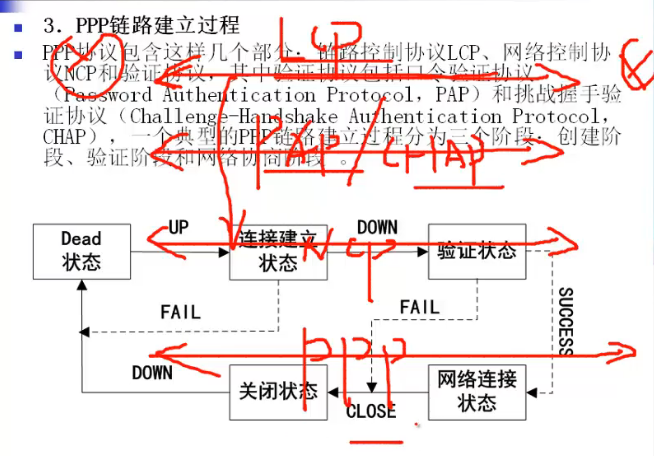 3. PPP链路建立过程
PPP协议包含这样几个部分:链路控制协议LCP、网络控制协
议NCP和验证协议,其中验证协议包括口令验证协议
(Password Authentication Protocol, PAP)和挑战握手验
证协议(Challenge-Handshake Authentication Protocol,
CHAP),一个典型的PPP链路建立过程分为三个阶段:创建阶
段、验证阶段和网络协商阶段。
LCP
PAP/CHAP
NCP
PPP
Dead
状态
UP
连接建立
状态
DOWN
验证状态
FAIL
FAIL
SUCCESS
DOWN
关闭状态
CLOSE
网络连接
状态